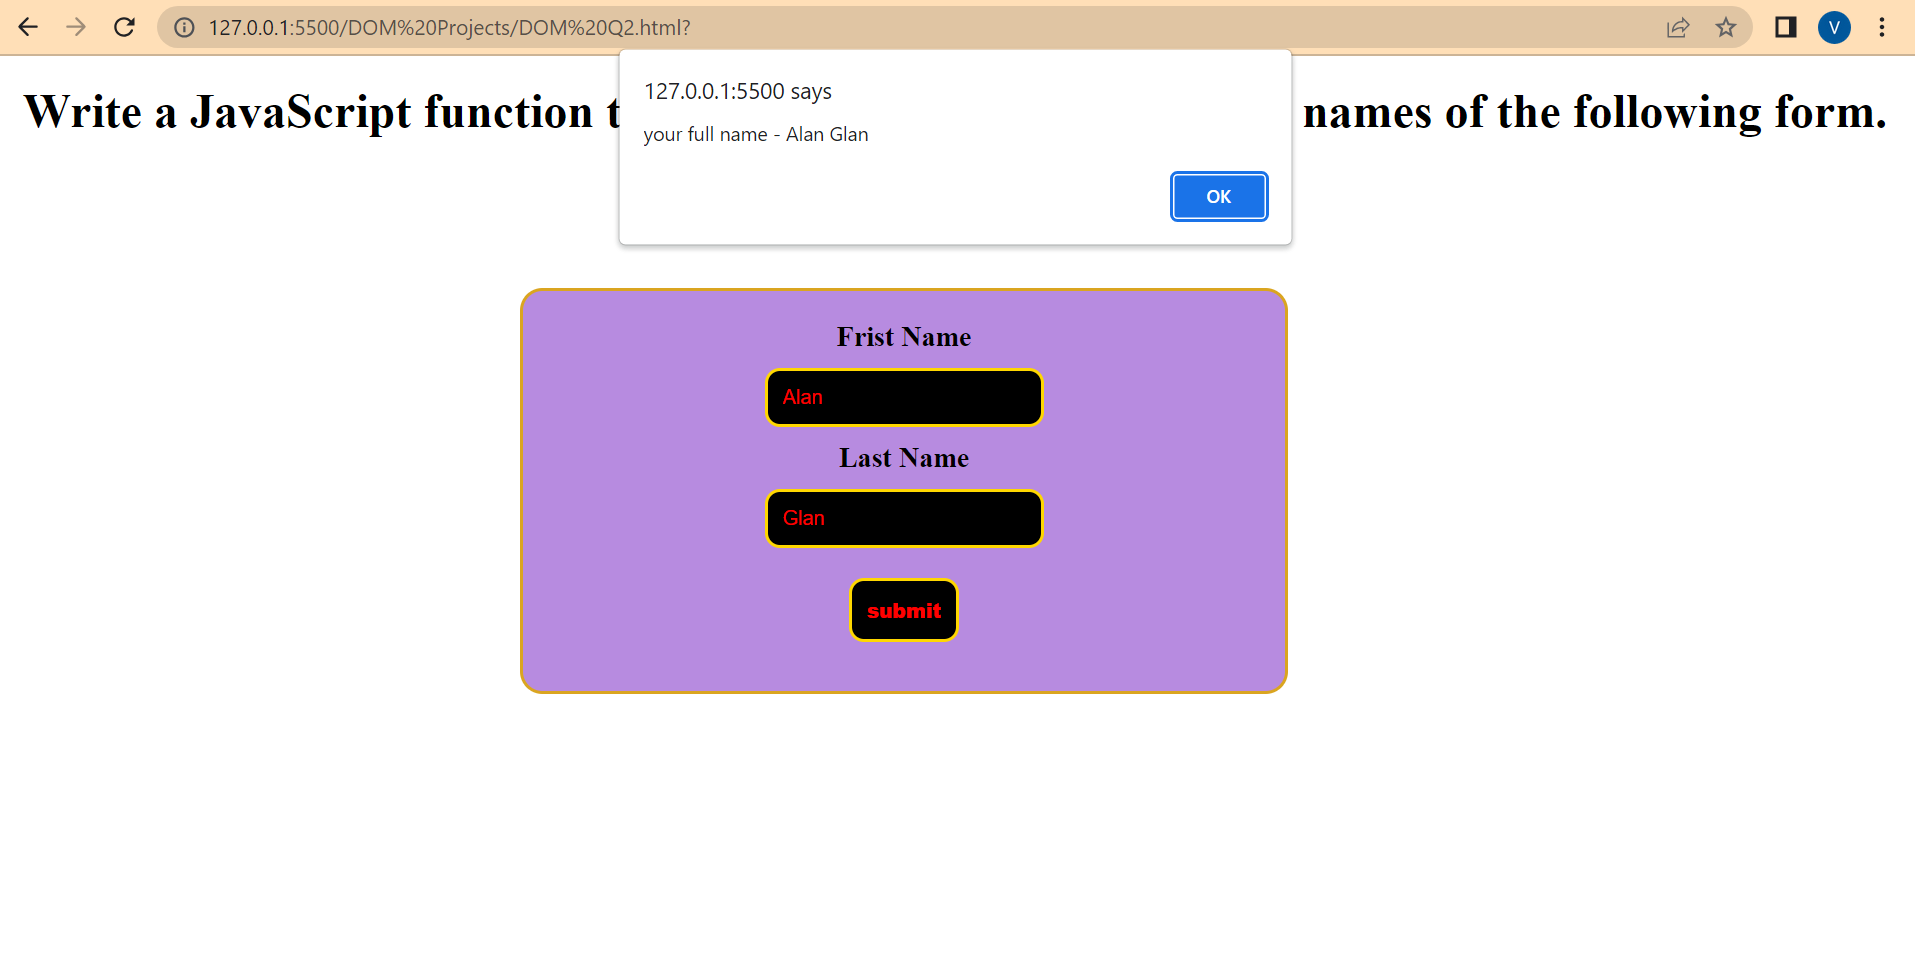 127.0.0.1:5500/DOM%20Projects/DOM%20Q2.html?
V
127.0.0.1:5500 says
your full name - Alan Glan
OK
Write a JavaScript function t names of the following form.
Frist Name
Alan
Last Name
Glan
submit